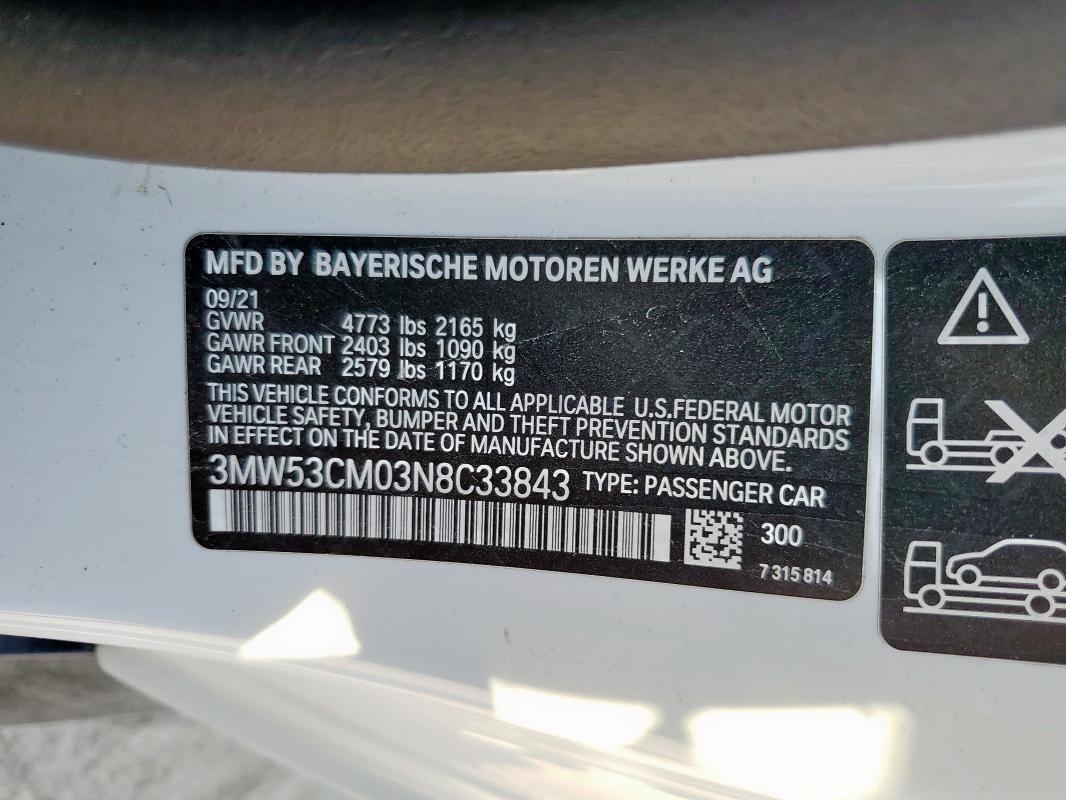 MFD BY BAYERISCHE MOTOREN WERKE AG
09/21
GVWR 4773 lbs 2165 kg
GAWR FRONT 2403 lbs 1090 kg
GAWR REAR 2579 lbs 1170 kg
THIS VEHICLE CONFORMS TO ALL APPLICABLE U.S.FEDERAL MOTOR
VEHICLE SAFETY, BUMPER AND THEFT PREVENTION STANDARDS
IN EFFECT ON THE DATE OF MANUFACTURE SHOWN ABOVE.
3MW53CM03N8C33843 TYPE: PASSENGER CAR
300
7 315 814